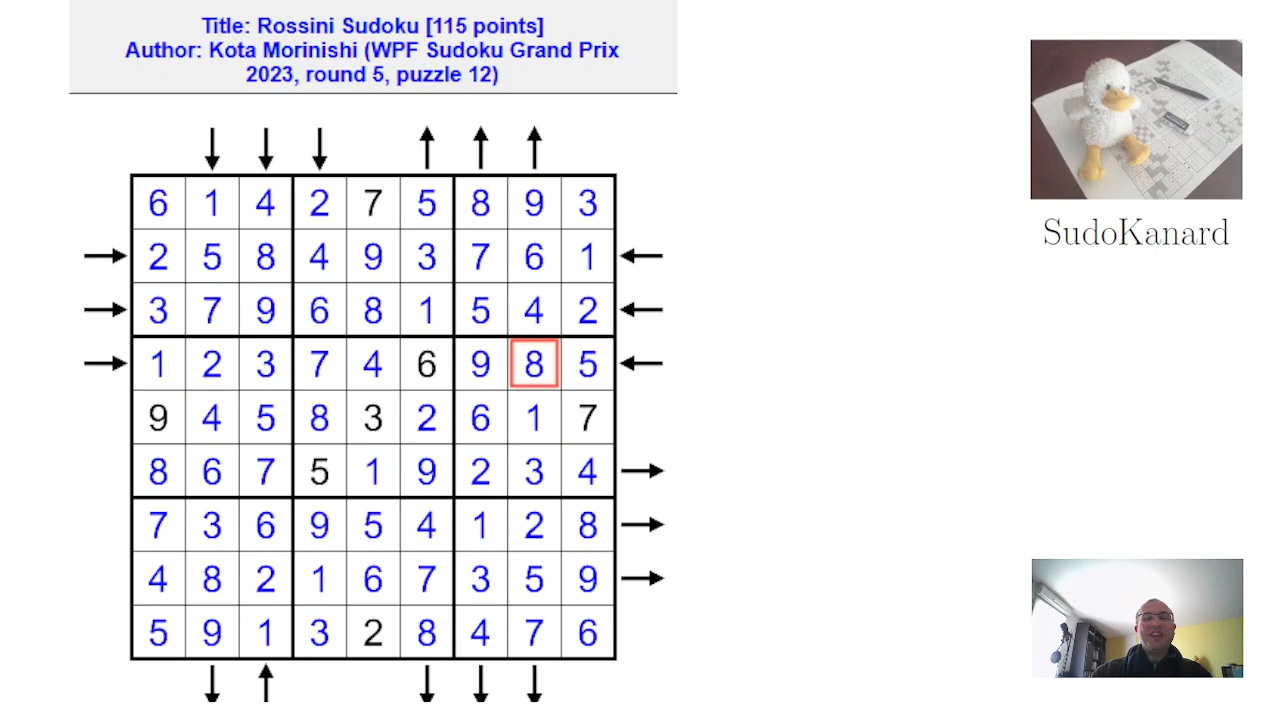 Title: Rossini Sudoku [115 points]
Author: Kota Morinishi (WPF Sudoku Grand Prix
2023, round 5, puzzle 12)
6 1 4 2 7 5 8 9 3
2 5 8 4 9 3 7 6 1
3 7 9 6 8 1 5 4 2
1 2 3 7 4 6 9 8 5
9 4 5 8 3 2 6 1 7
8 6 7 5 1 9 2 3 4
7 3 6 9 5 4 1 2 8
4 8 2 1 6 7 3 5 9
5 9 1 3 2 8 4 7 6
SudoKanard